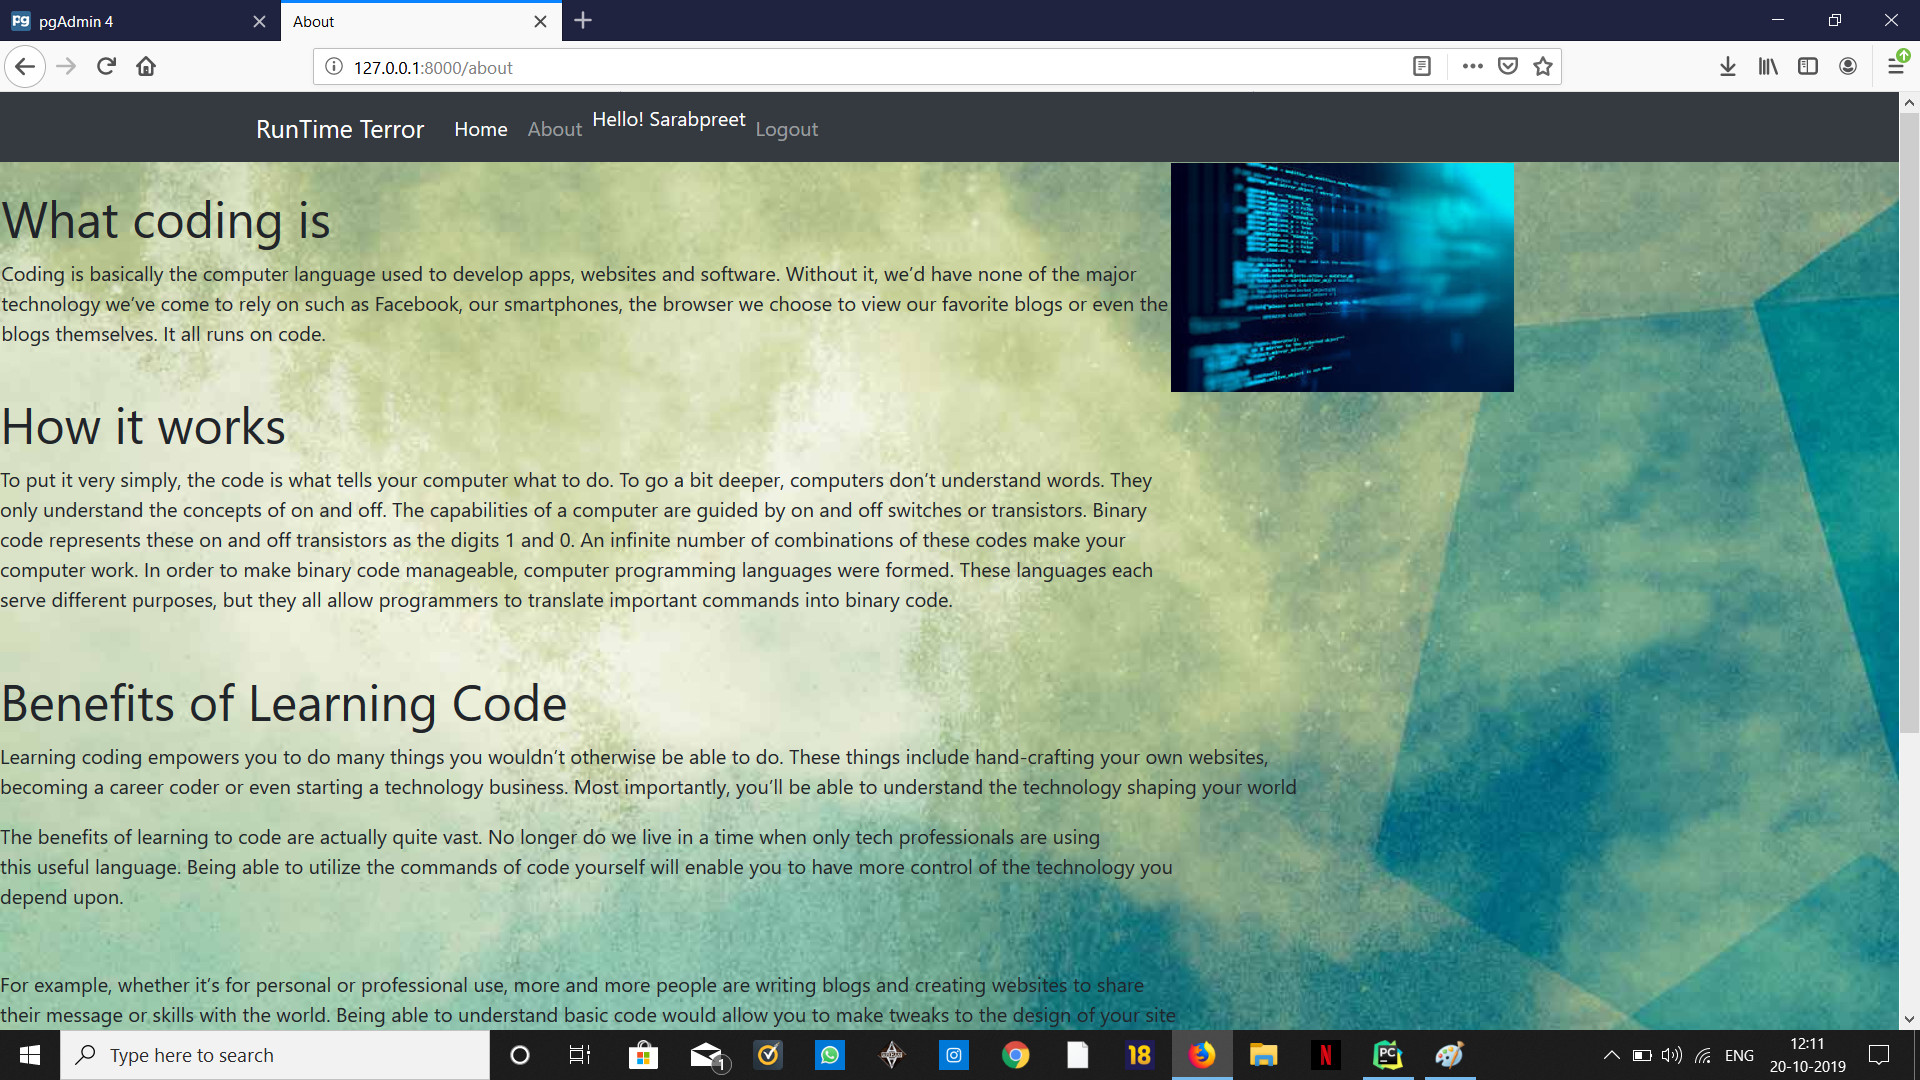 pgAdmin 4
About
127.0.0.1:8000/about
RunTime Terror Home About Hello! Sarabpreet Logout
What coding is
Coding is basically the computer language used to develop apps, websites and software. Without it, we’d have none of the major
technology we’ve come to rely on such as Facebook, our smartphones, the browser we choose to view our favorite blogs or even the
blogs themselves. It all runs on code.
How it works
To put it very simply, the code is what tells your computer what to do. To go a bit deeper, computers don’t understand words. They
only understand the concepts of on and off. The capabilities of a computer are guided by on and off switches or transistors. Binary
code represents these on and off transistors as the digits 1 and 0. An infinite number of combinations of these codes make your
computer work. In order to make binary code manageable, computer programming languages were formed. These languages each
serve different purposes, but they all allow programmers to translate important commands into binary code.
Benefits of Learning Code
Learning coding empowers you to do many things you wouldn’t otherwise be able to do. These things include hand-crafting your own websites,
becoming a career coder or even starting a technology business. Most importantly, you’ll be able to understand the technology shaping your world
The benefits of learning to code are actually quite vast. No longer do we live in a time when only tech professionals are using
this useful language. Being able to utilize the commands of code yourself will enable you to have more control of the technology you
depend upon.
For example, whether it’s for personal or professional use, more and more people are writing blogs and creating websites to share
their message or skills with the world. Being able to understand basic code would allow you to make tweaks to the design of your site
Type here to search
1
18
N
PC
ENG
12:11
20-10-2019